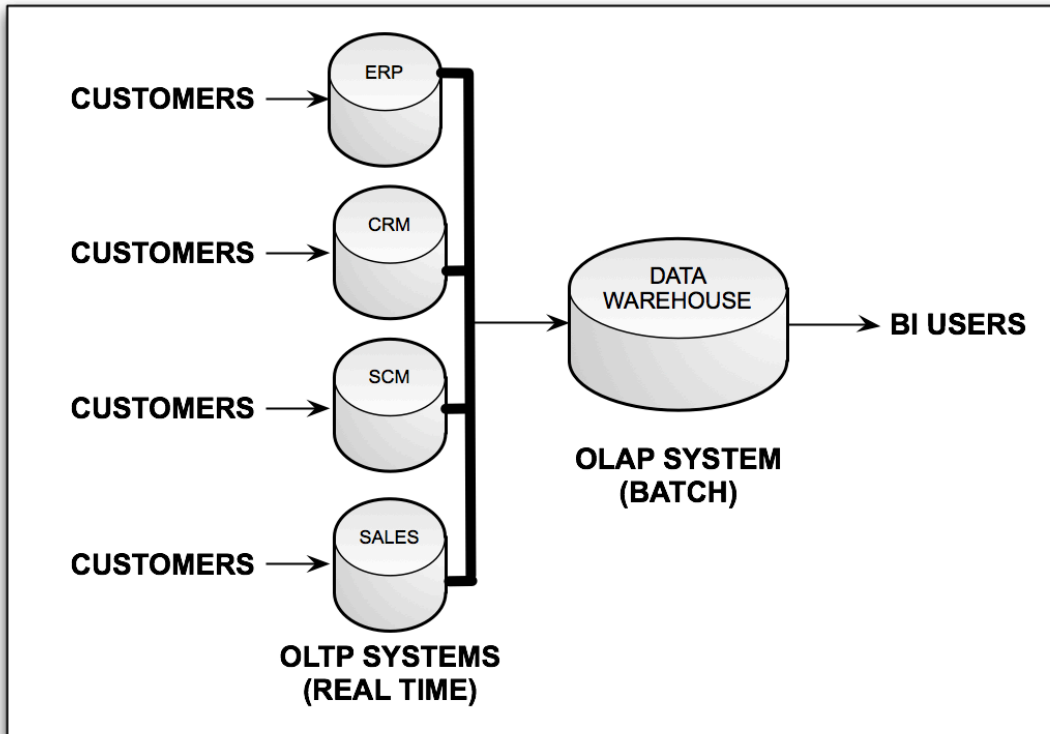 ERP
CUSTOMERS
CRM
CUSTOMERS
DATA
WAREHOUSE
BI USERS
SCM
CUSTOMERS
OLAP SYSTEM
(BATCH)
SALES
CUSTOMERS
OLTP SYSTEMS
(REAL TIME)